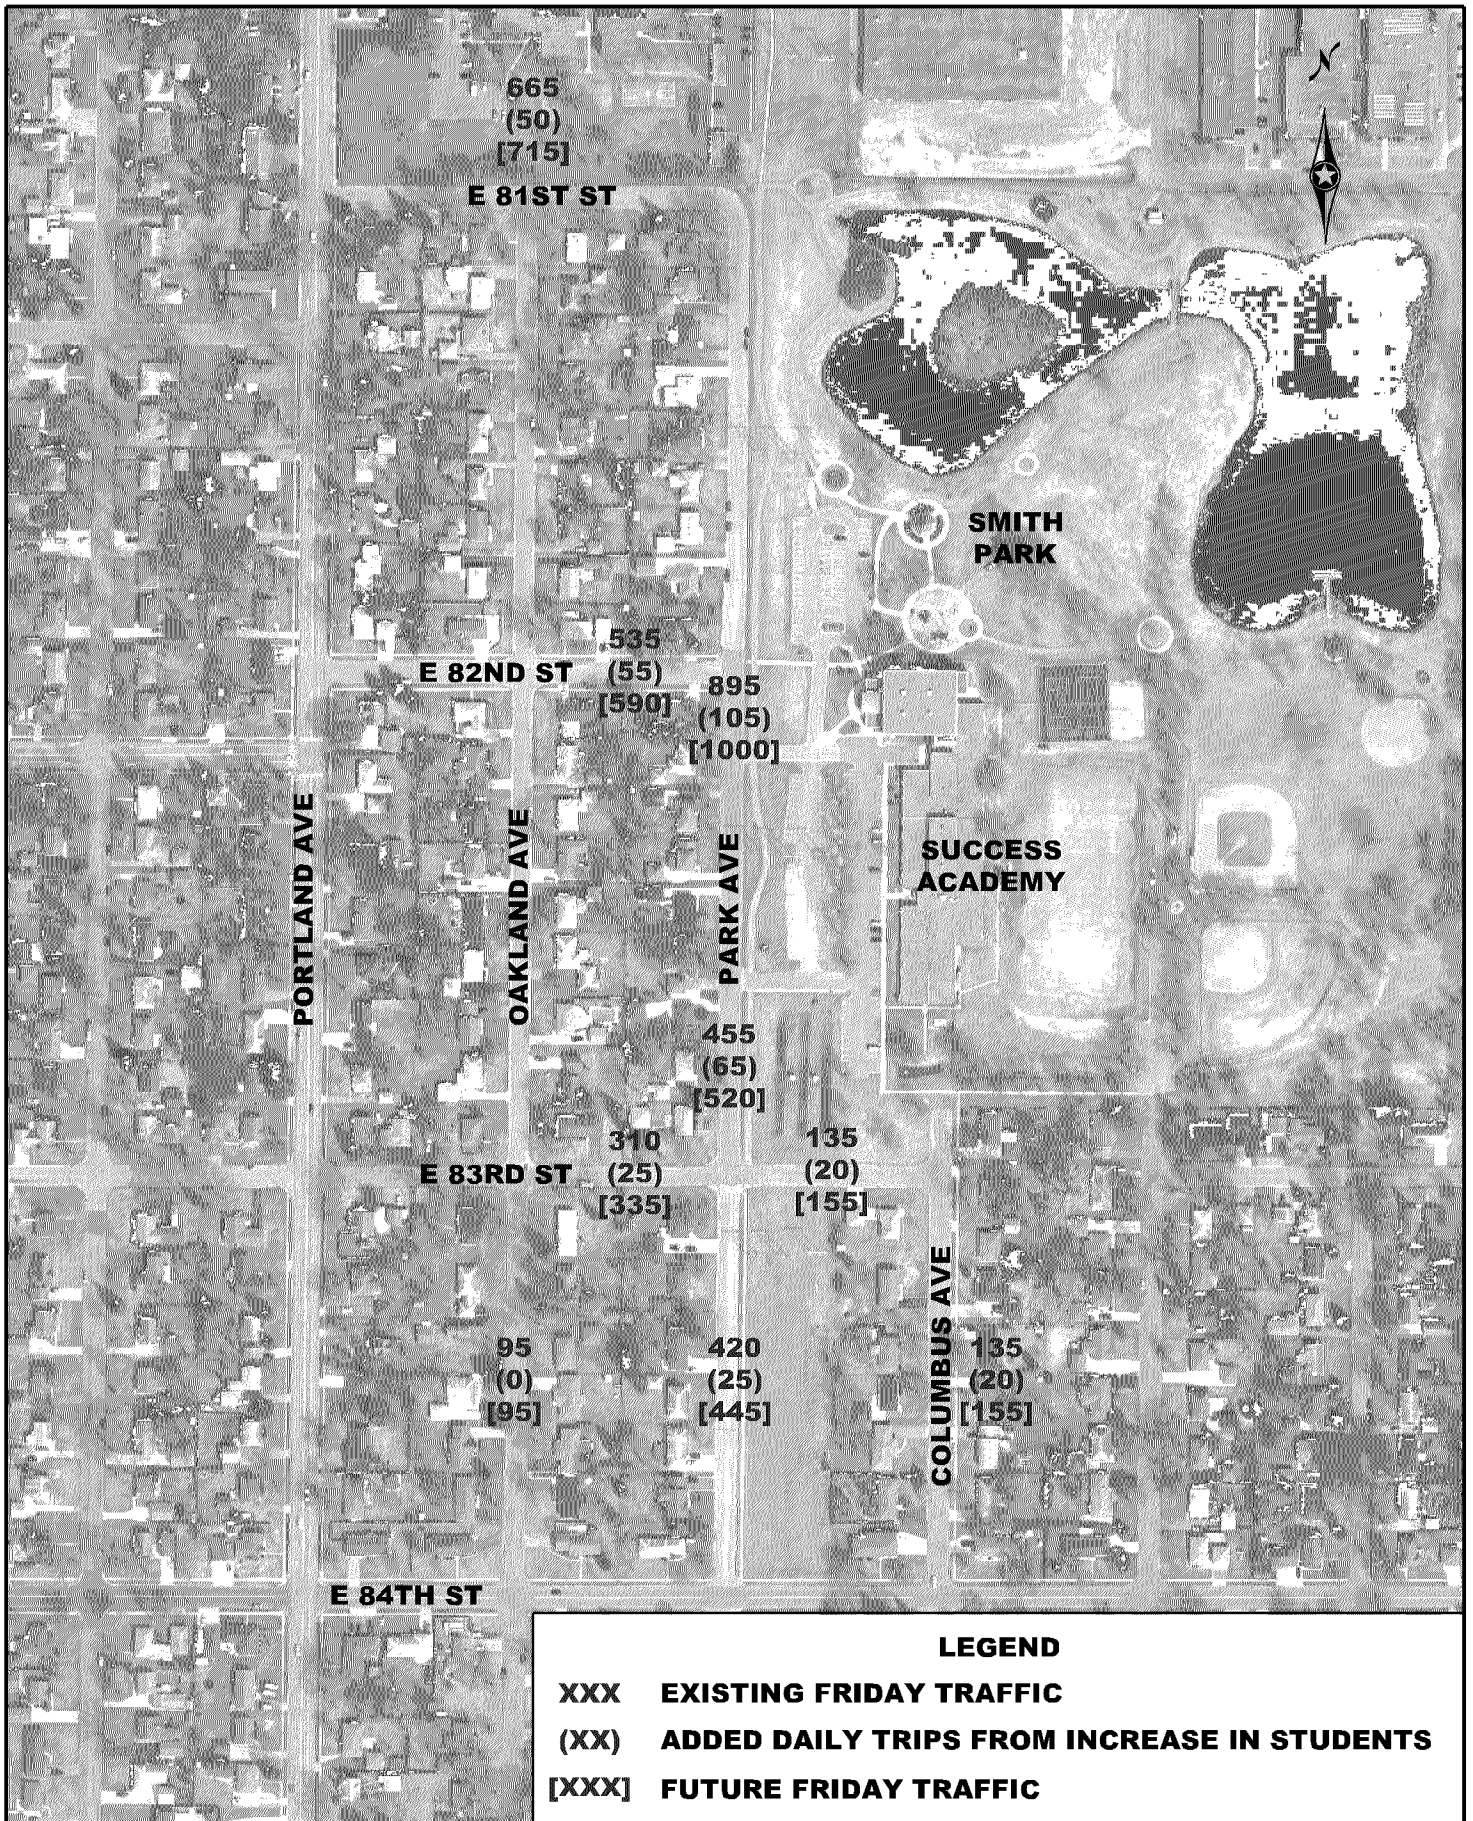 N
665
(50)
[715]
E 81ST ST
SMITH
PARK
535
(55)
[590]
E 82ND ST
895
(105)
[1000]
PORTLAND AVE
OAKLAND AVE
PARK AVE
SUCCESS
ACADEMY
455
(65)
[520]
310
(25)
[335]
E 83RD ST
135
(20)
[155]
95
(0)
[95]
420
(25)
[445]
COLUMBUS AVE
135
(20)
[155]
E 84TH ST
LEGEND
XXX EXISTING FRIDAY TRAFFIC
(XX) ADDED DAILY TRIPS FROM INCREASE IN STUDENTS
[XXX] FUTURE FRIDAY TRAFFIC